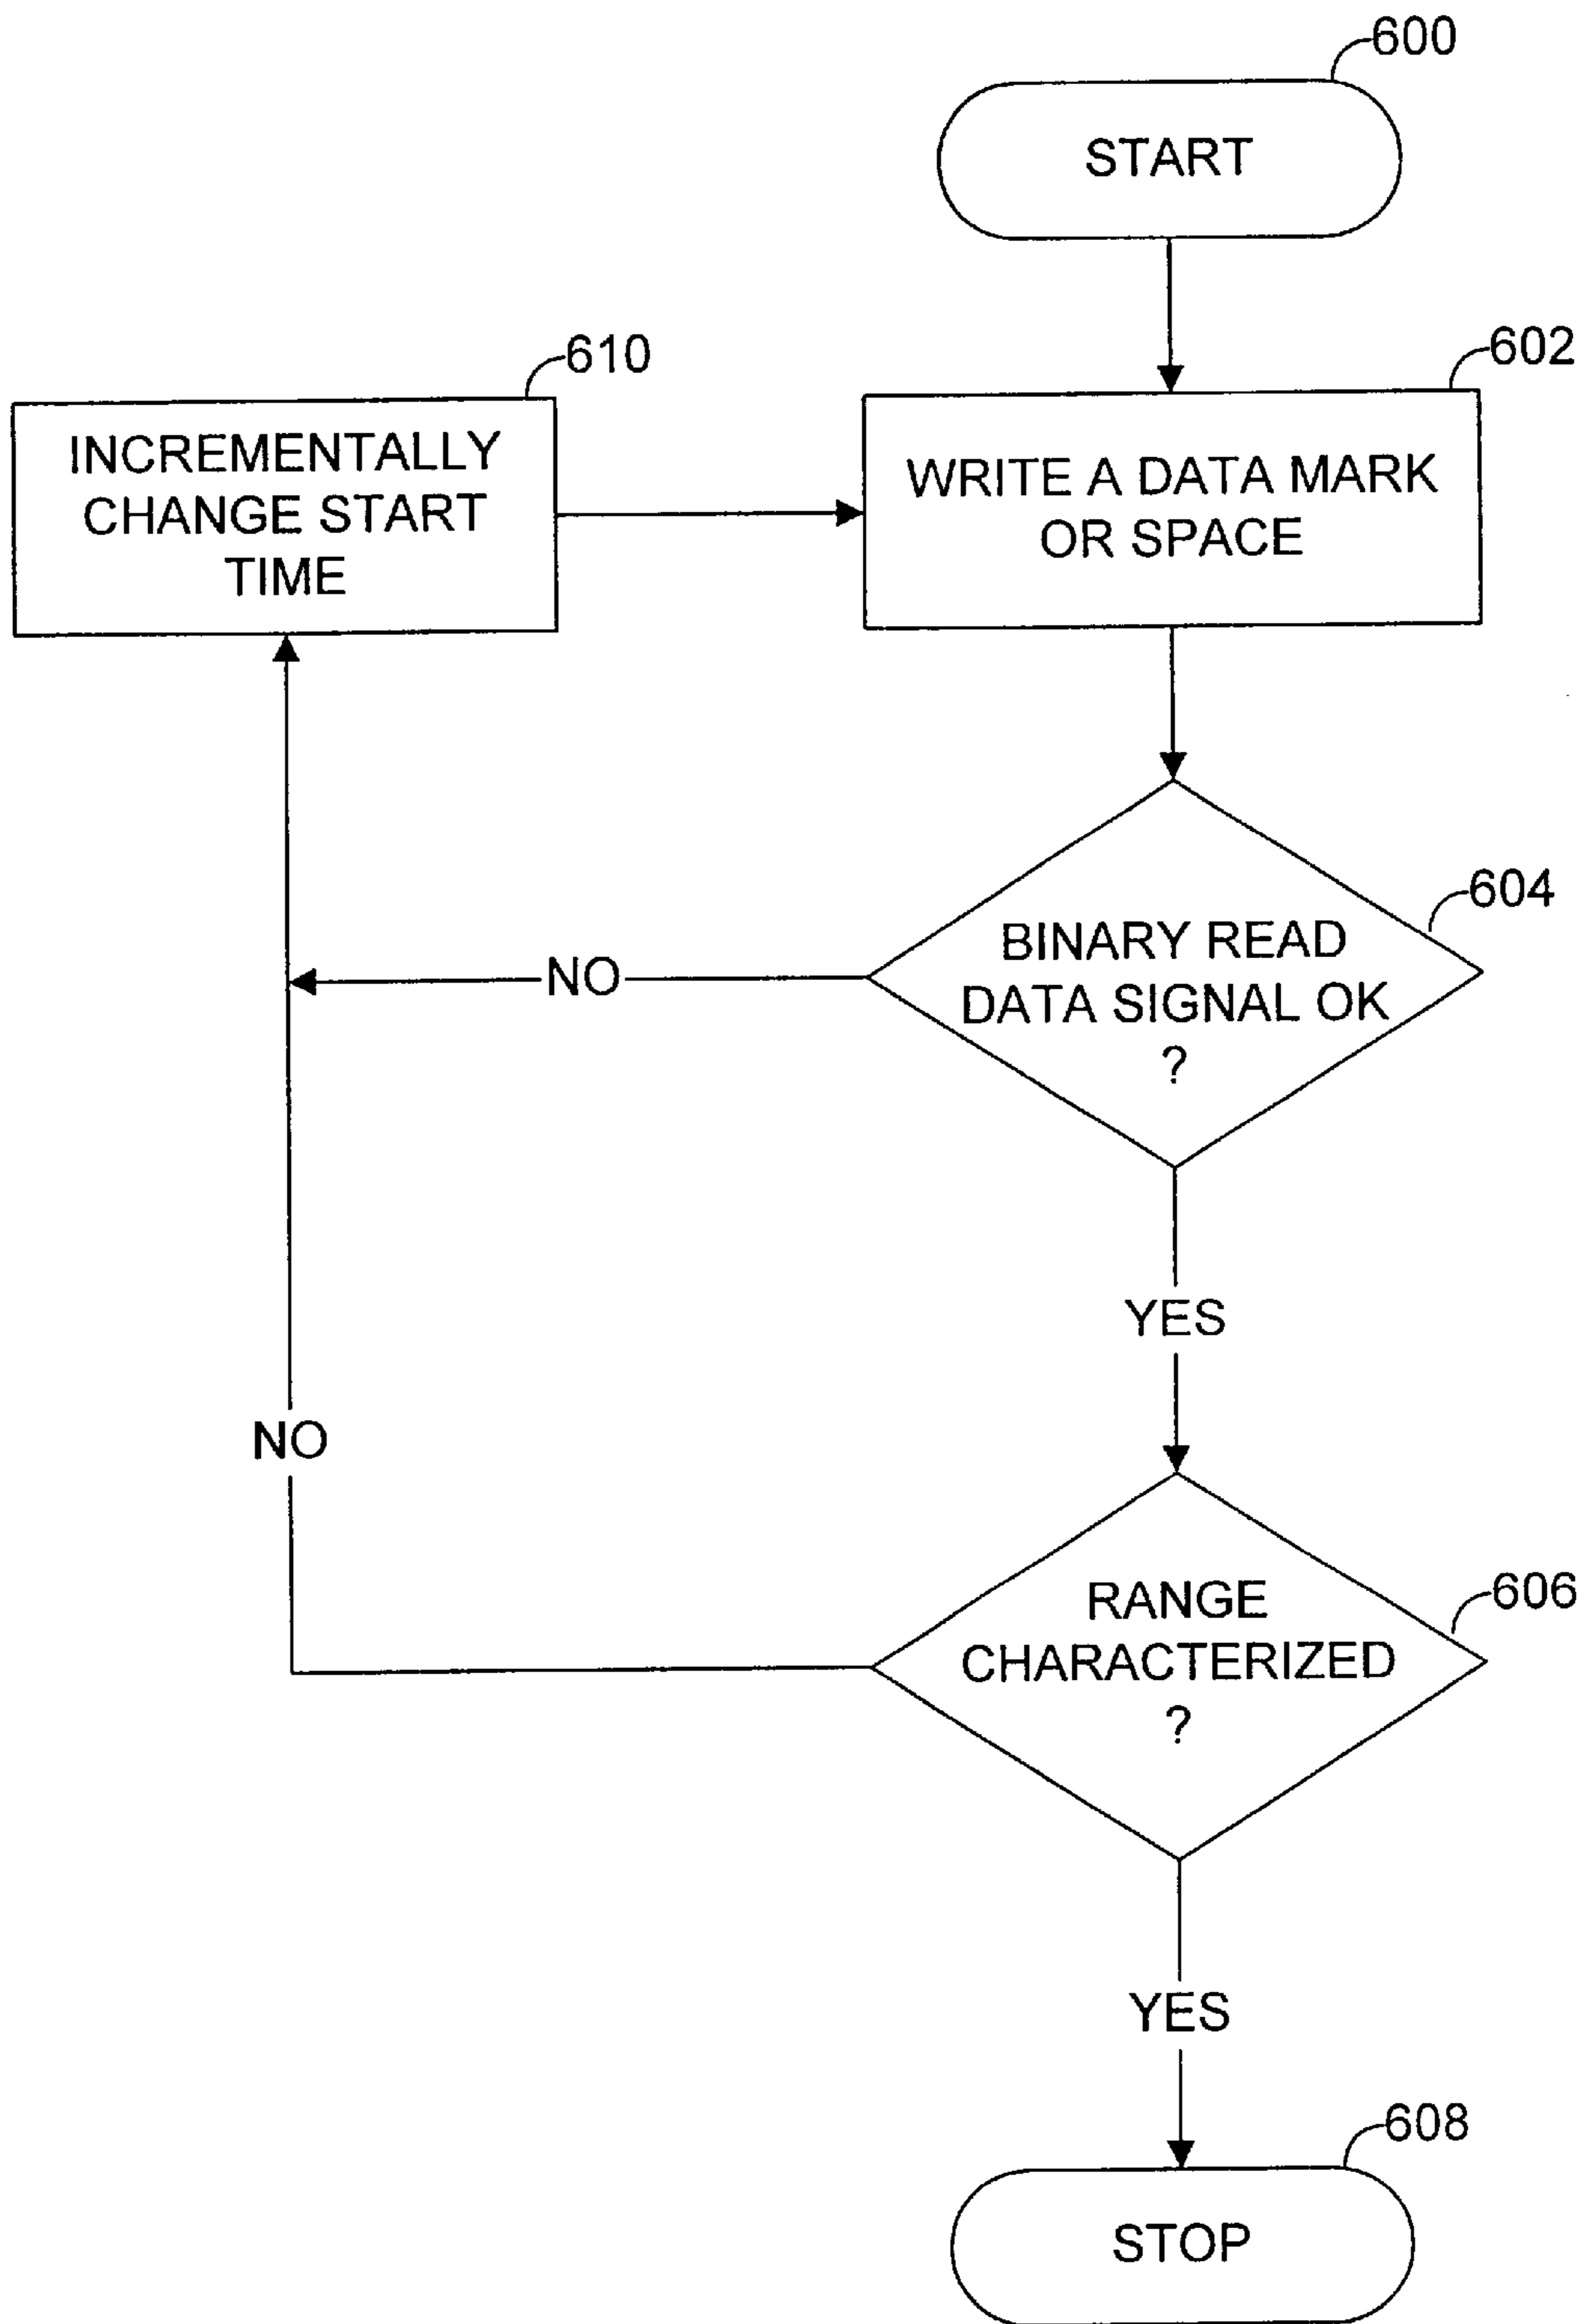 600
START
610
602
INCREMENTALLY
CHANGE START
TIME
WRITE A DATA MARK
OR SPACE
604
BINARY READ
DATA SIGNAL OK
?
NO
YES
NO
606
RANGE
CHARACTERIZED
?
YES
608
STOP